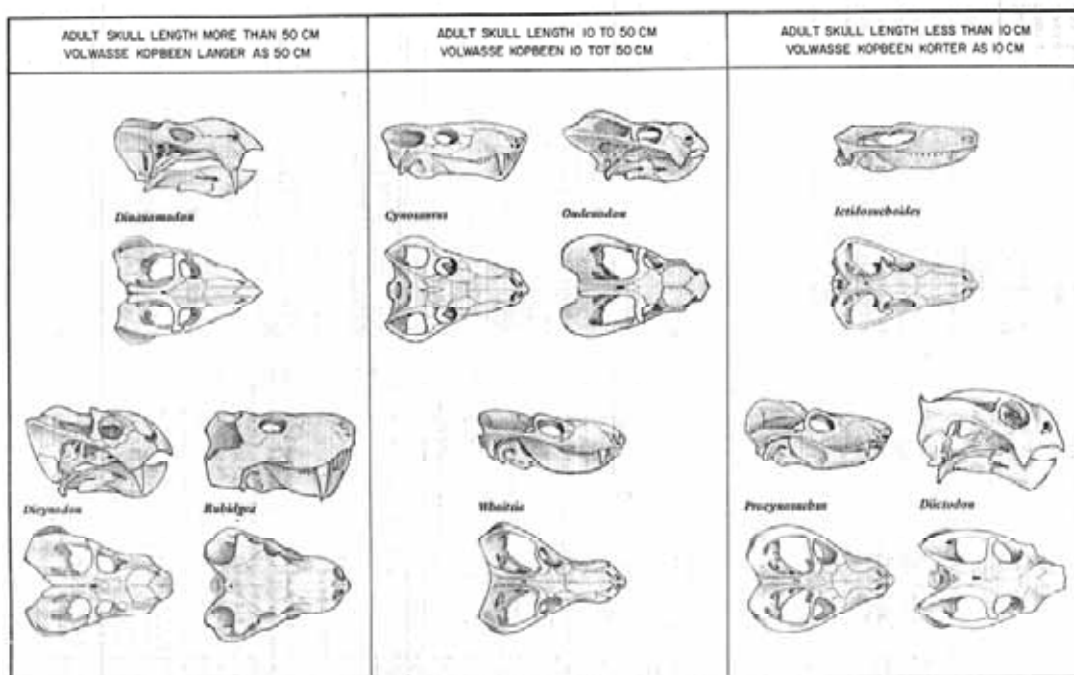 ADULT SKULL LENGTH MORE THAN 50 CM
VOLWASSE KOPBEEN LANGER AS 50 CM
ADULT SKULL LENGTH 10 TO 50 CM
VOLWASSE KOPBEEN 10 TOT 50 CM
ADULT SKULL LENGTH LESS THAN 10 CM
VOLWASSE KOPBEEN KORTER AS 10 CM
Cynosaurus
Oudenodon
Ictidosuchoides
Dicynodon
Rubidgea
Whaitsia
Procynosuchus
Diictodon